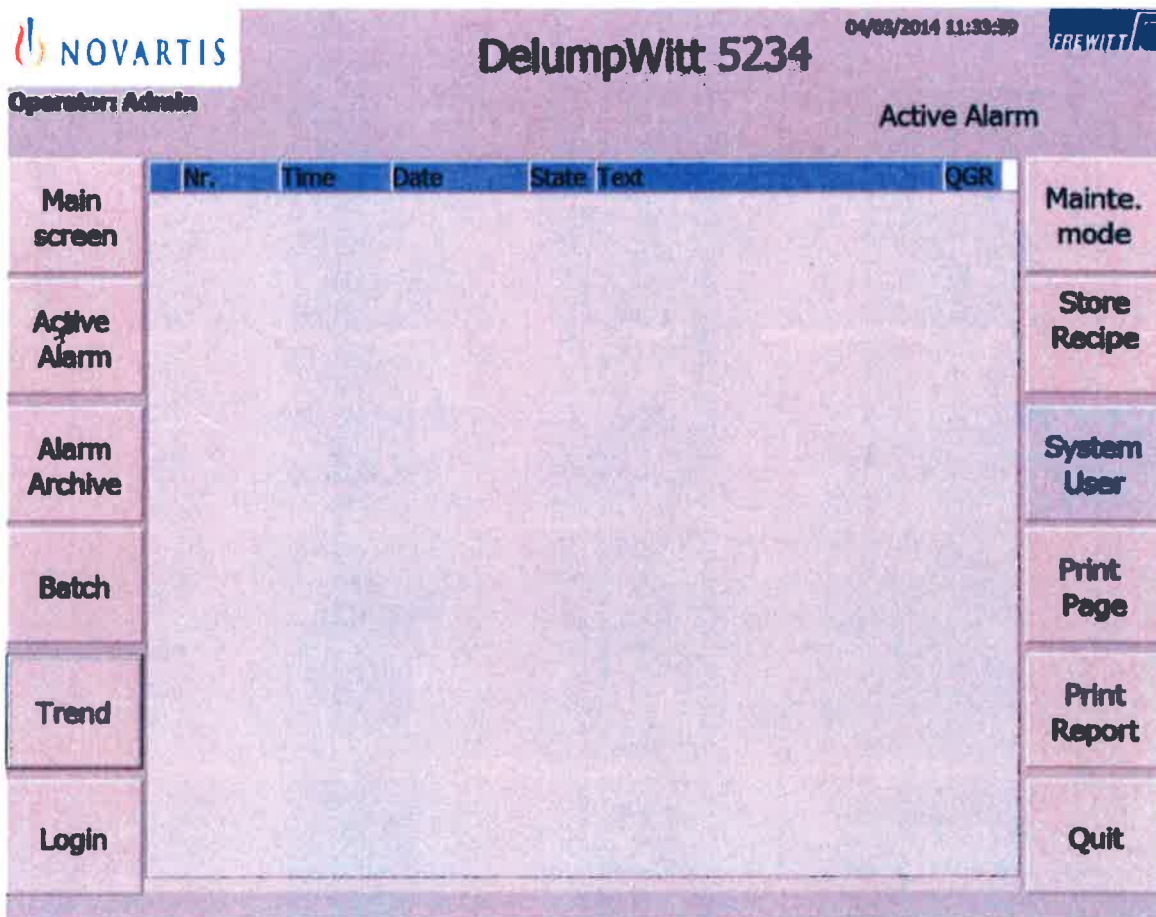 NOVARTIS
DelumpWitt 5234
04/03/2014 11:33:39
FREWITT
Operator: Admin
Active Alarm
Nr. Time Date State Text QGR
Main
screen
Active
Alarm
Alarm
Archive
Batch
Trend
Login
Mainte.
mode
Store
Recipe
System
User
Print
Page
Print
Report
Quit